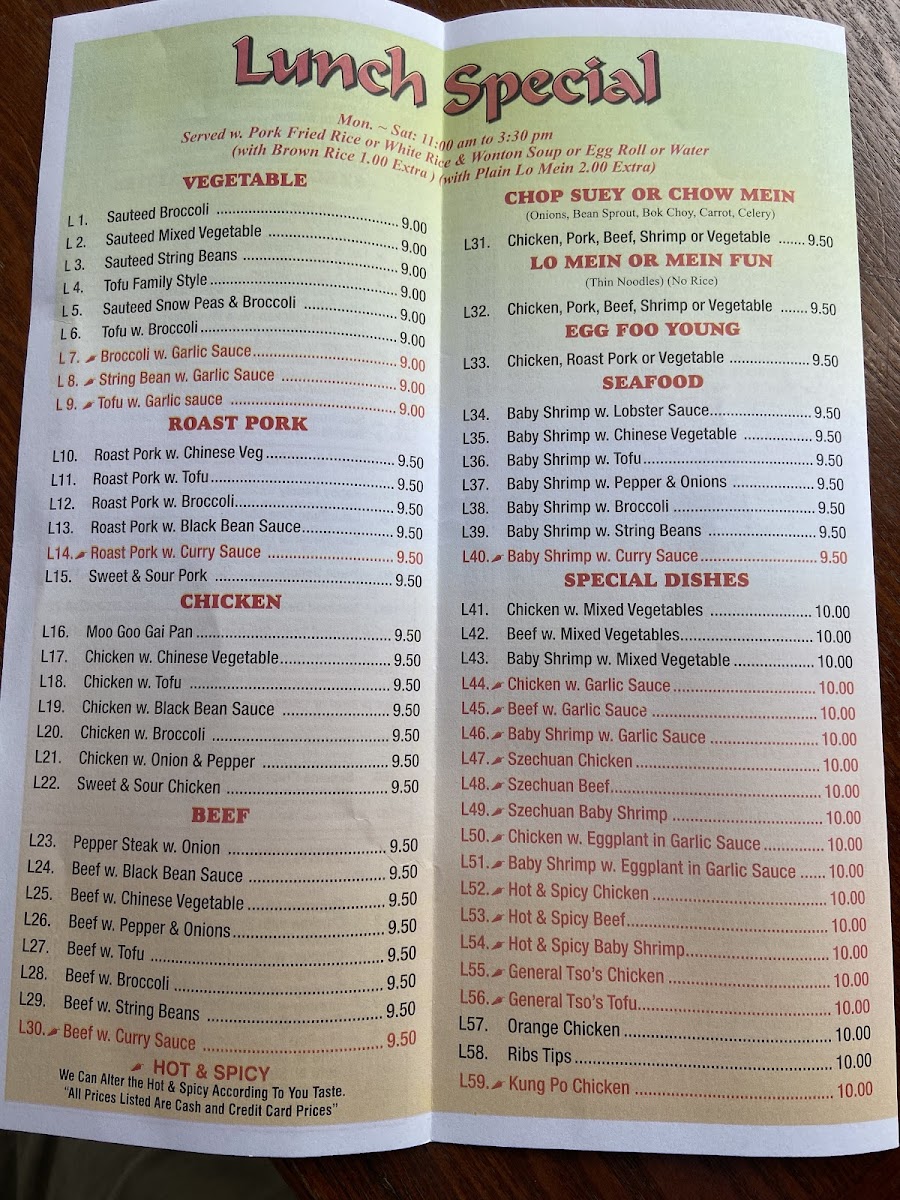 Lunch Special
Mon. ~ Sat: 11:00 am to 3:30 pm
Served w. Pork Fried Rice or White Rice & Wonton Soup or Egg Roll or Water
(with Brown Rice 1.00 Extra ) (with Plain Lo Mein 2.00 Extra)
VEGETABLE
L 1. Sauteed Broccoli 9.00
L 2. Sauteed Mixed Vegetable 9.00
L 3. Sauteed String Beans 9.00
L 4. Tofu Family Style 9.00
L 5. Sauteed Snow Peas & Broccoli 9.00
L 6. Tofu w. Broccoli 9.00
L 7. Broccoli w. Garlic Sauce 9.00
L 8. String Bean w. Garlic Sauce 9.00
L 9. Tofu w. Garlic sauce 9.00
ROAST PORK
L10. Roast Pork w. Chinese Veg 9.50
L11. Roast Pork w. Tofu 9.50
L12. Roast Pork w. Broccoli 9.50
L13. Roast Pork w. Black Bean Sauce 9.50
L14. Roast Pork w. Curry Sauce 9.50
L15. Sweet & Sour Pork 9.50
CHICKEN
L16. Moo Goo Gai Pan 9.50
L17. Chicken w. Chinese Vegetable 9.50
L18. Chicken w. Tofu 9.50
L19. Chicken w. Black Bean Sauce 9.50
L20. Chicken w. Broccoli 9.50
L21. Chicken w. Onion & Pepper 9.50
L22. Sweet & Sour Chicken 9.50
BEEF
L23. Pepper Steak w. Onion 9.50
L24. Beef w. Black Bean Sauce 9.50
L25. Beef w. Chinese Vegetable 9.50
L26. Beef w. Pepper & Onions 9.50
L27. Beef w. Tofu 9.50
L28. Beef w. Broccoli 9.50
L29. Beef w. String Beans 9.50
L30. Beef w. Curry Sauce 9.50
HOT & SPICY
We Can Alter the Hot & Spicy According To You Taste.
"All Prices Listed Are Cash and Credit Card Prices"
CHOP SUEY OR CHOW MEIN
(Onions, Bean Sprout, Bok Choy, Carrot, Celery)
L31. Chicken, Pork, Beef, Shrimp or Vegetable 9.50
LO MEIN OR MEIN FUN
(Thin Noodles) (No Rice)
L32. Chicken, Pork, Beef, Shrimp or Vegetable 9.50
EGG FOO YOUNG
L33. Chicken, Roast Pork or Vegetable 9.50
SEAFOOD
L34. Baby Shrimp w. Lobster Sauce 9.50
L35. Baby Shrimp w. Chinese Vegetable 9.50
L36. Baby Shrimp w. Tofu 9.50
L37. Baby Shrimp w. Pepper & Onions 9.50
L38. Baby Shrimp w. Broccoli 9.50
L39. Baby Shrimp w. String Beans 9.50
L40. Baby Shrimp w. Curry Sauce 9.50
SPECIAL DISHES
L41. Chicken w. Mixed Vegetables 10.00
L42. Beef w. Mixed Vegetables 10.00
L43. Baby Shrimp w. Mixed Vegetable 10.00
L44. Chicken w. Garlic Sauce 10.00
L45. Beef w. Garlic Sauce 10.00
L46. Baby Shrimp w. Garlic Sauce 10.00
L47. Szechuan Chicken 10.00
L48. Szechuan Beef 10.00
L49. Szechuan Baby Shrimp 10.00
L50. Chicken w. Eggplant in Garlic Sauce 10.00
L51. Baby Shrimp w. Eggplant in Garlic Sauce 10.00
L52. Hot & Spicy Chicken 10.00
L53. Hot & Spicy Beef 10.00
L54. Hot & Spicy Baby Shrimp 10.00
L55. General Tso's Chicken 10.00
L56. General Tso's Tofu 10.00
L57. Orange Chicken 10.00
L58. Ribs Tips 10.00
L59. Kung Po Chicken 10.00